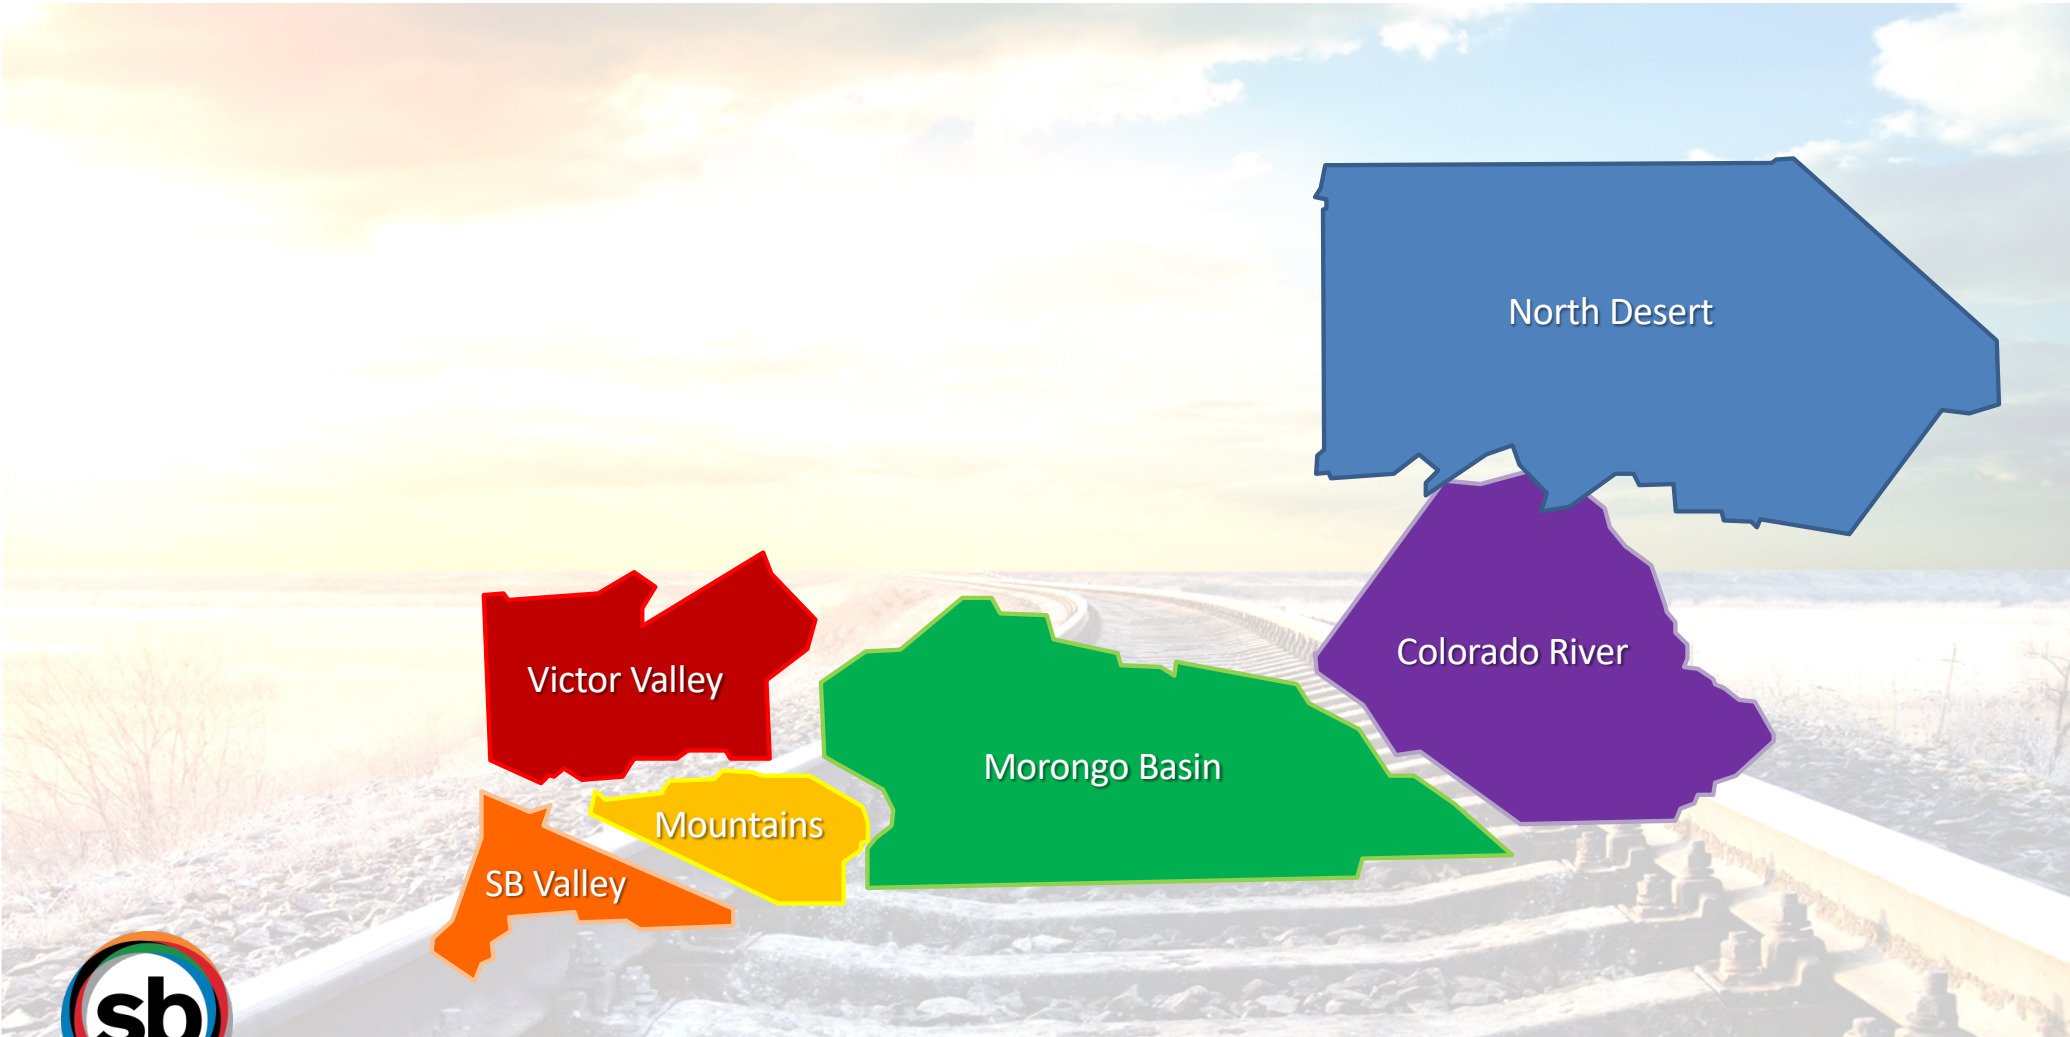 North Desert
Colorado River
Victor Valley
Morongo Basin
Mountains
SB Valley
sb